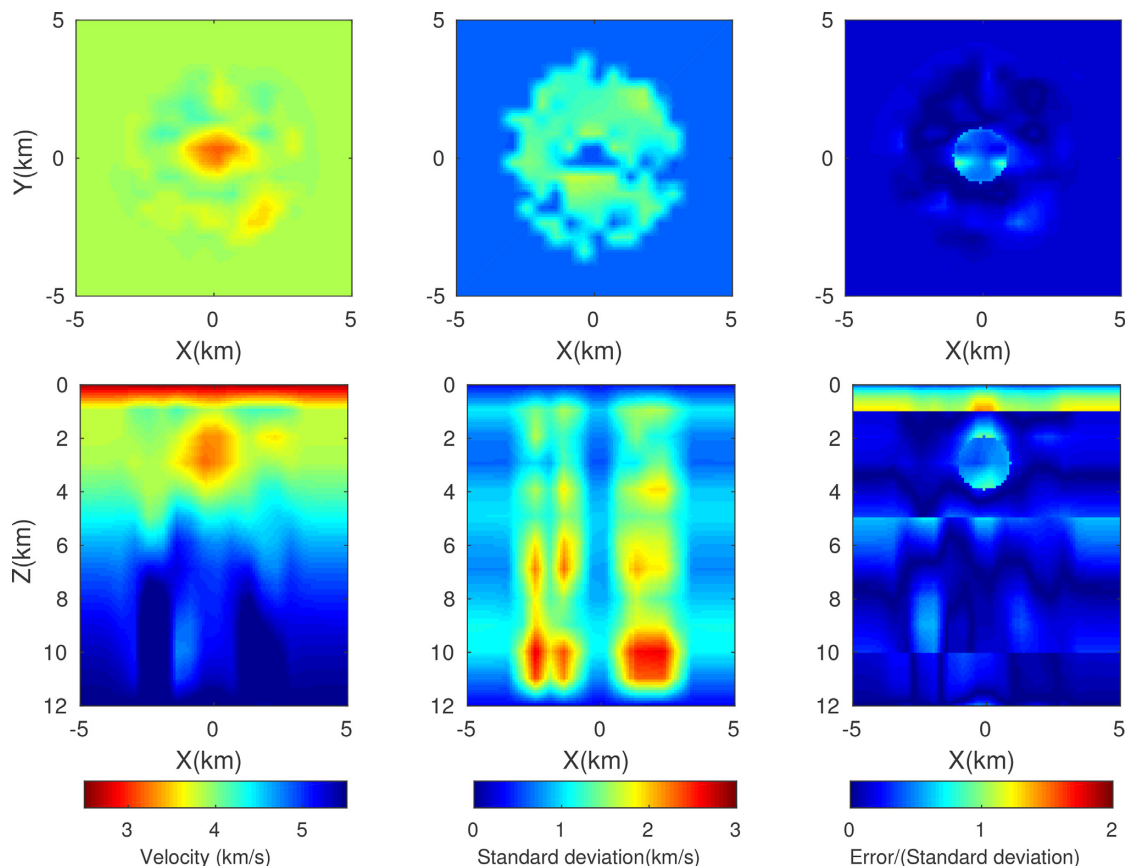 5 5 5
Y(km) 0 0 0
-5 -5 -5
-5 0 5 -5 0 5 -5 0 5
X(km) X(km) X(km)
0 0 0
2 2 2
4 4 4
Z(km) 6 6 6
8 8 8
10 10 10
12 12 12
-5 0 5 -5 0 5 -5 0 5
X(km) X(km) X(km)
3 4 5 0 1 2 3 0 1 2
Velocity (km/s) Standard deviation(km/s) Error/(Standard deviation)